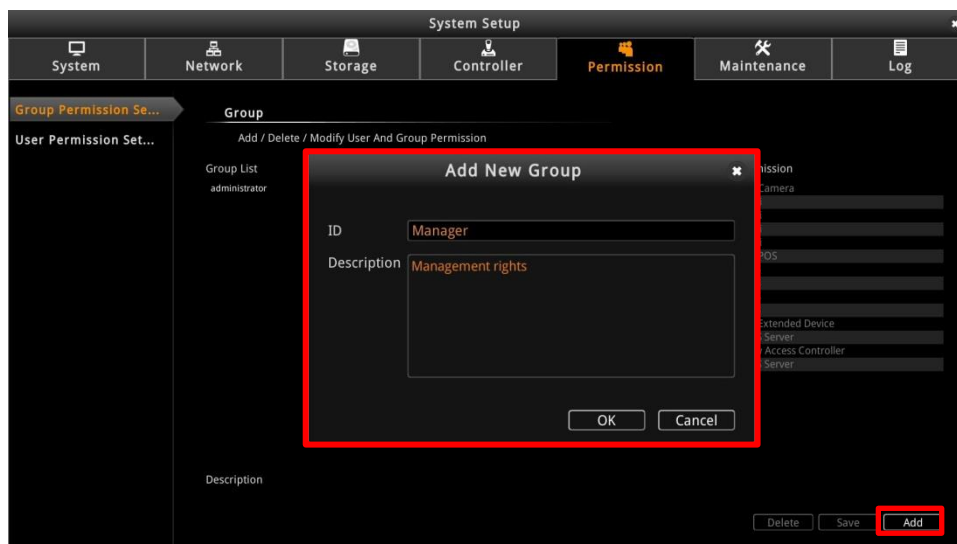 System Setup
System Network Storage Controller Permission Maintenance Log
Group Permission Se...
User Permission Set...
Group
Add / Delete / Modify User And Group Permission
Group List
administrator
Add New Group
ID Manager
Description Management rights
OK Cancel
mission
Camera
POS
Extended Device
Server
Access Controller
Server
Description
Delete Save Add